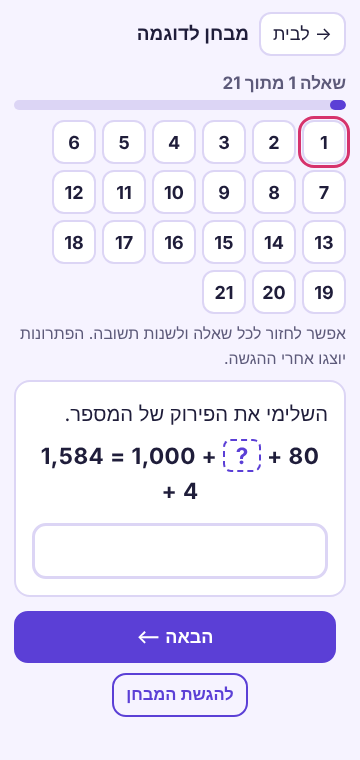 → לבית
מבחן לדוגמה
שאלה 1 מתוך 21
1 2 3 4 5 6
7 8 9 10 11 12
13 14 15 16 17 18
19 20 21
אפשר לחזור לכל שאלה ולשנות תשובה. הפתרונות
יוצגו אחרי ההגשה.
השלימי את הפירוק של המספר.
1,584 = 1,000 + ? + 80
+ 4
הבאה ←
להגשת המבחן